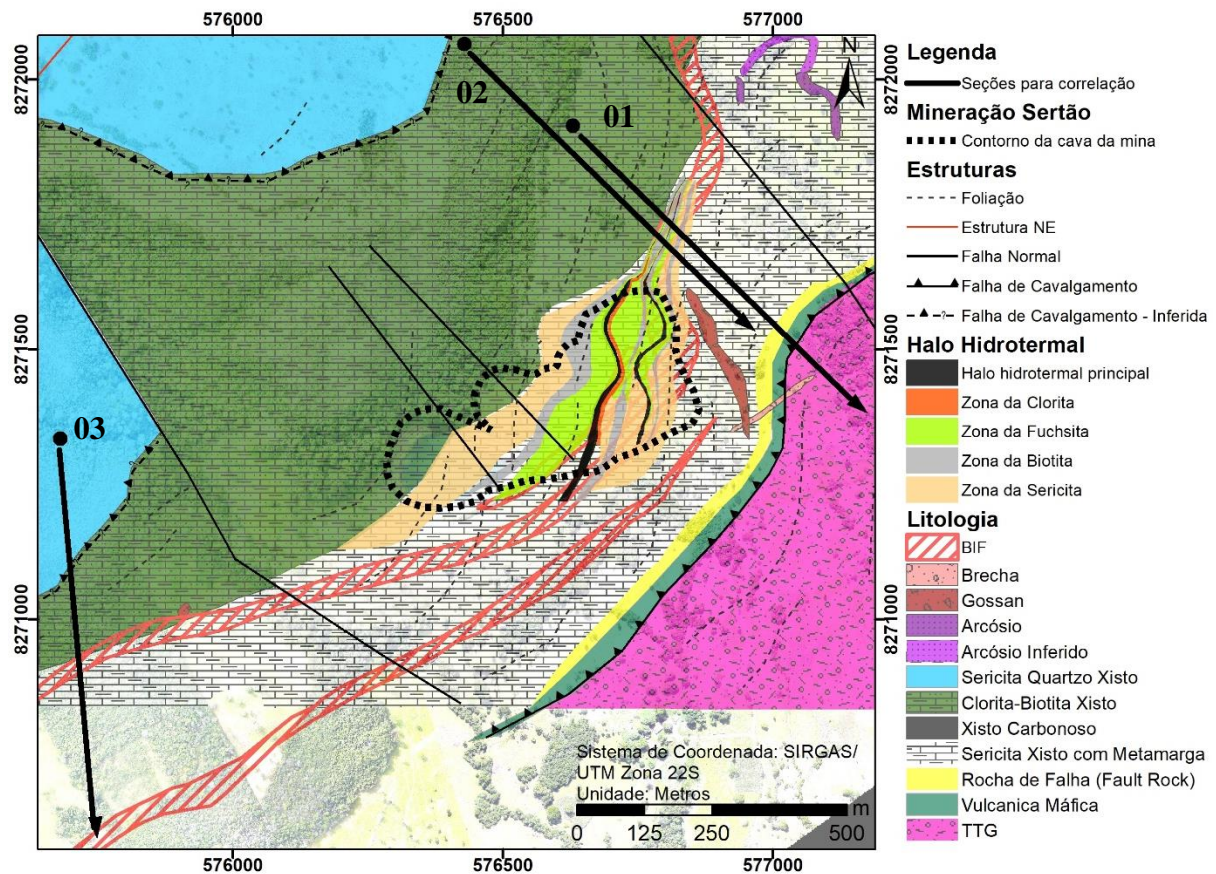 576000 576500 577000
8272000
8271500
8271000
8272000
8271500
8271000
N
02
01
03
Sistema de Coordenada: SIRGAS/
UTM Zona 22S
Unidade: Metros
m
0 125 250 500
576000 576500 577000
Legenda
Seções para correlação
Mineração Sertão
Contorno da cava da mina
Estruturas
Foliação
Estrutura NE
Falha Normal
Falha de Cavalgamento
Falha de Cavalgamento - Inferida
Halo Hidrotermal
Halo hidrotermal principal
Zona da Clorita
Zona da Fuchsita
Zona da Biotita
Zona da Sericita
Litologia
BIF
Brecha
Gossan
Arcósio
Arcósio Inferido
Sericita Quartzo Xisto
Clorita-Biotita Xisto
Xisto Carbonoso
Sericita Xisto com Metamarga
Rocha de Falha (Fault Rock)
Vulcanica Máfica
TTG